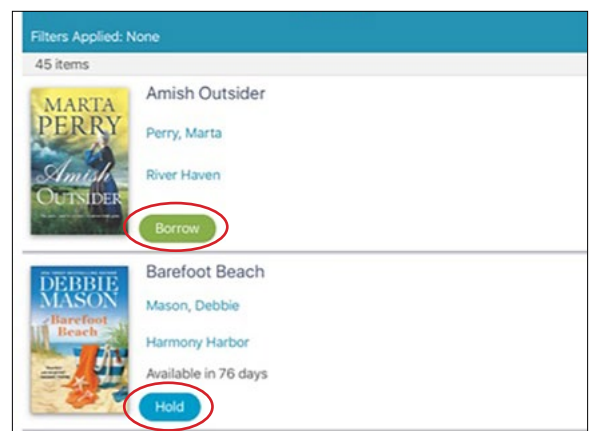 Filters Applied: None
45 items
MARTA
PERRY
Amish
OUTSIDER
Amish Outsider
Perry, Marta
River Haven
Borrow
DEBBIE
MASON
Barefoot
Beach
Barefoot Beach
Mason, Debbie
Harmony Harbor
Available in 76 days
Hold